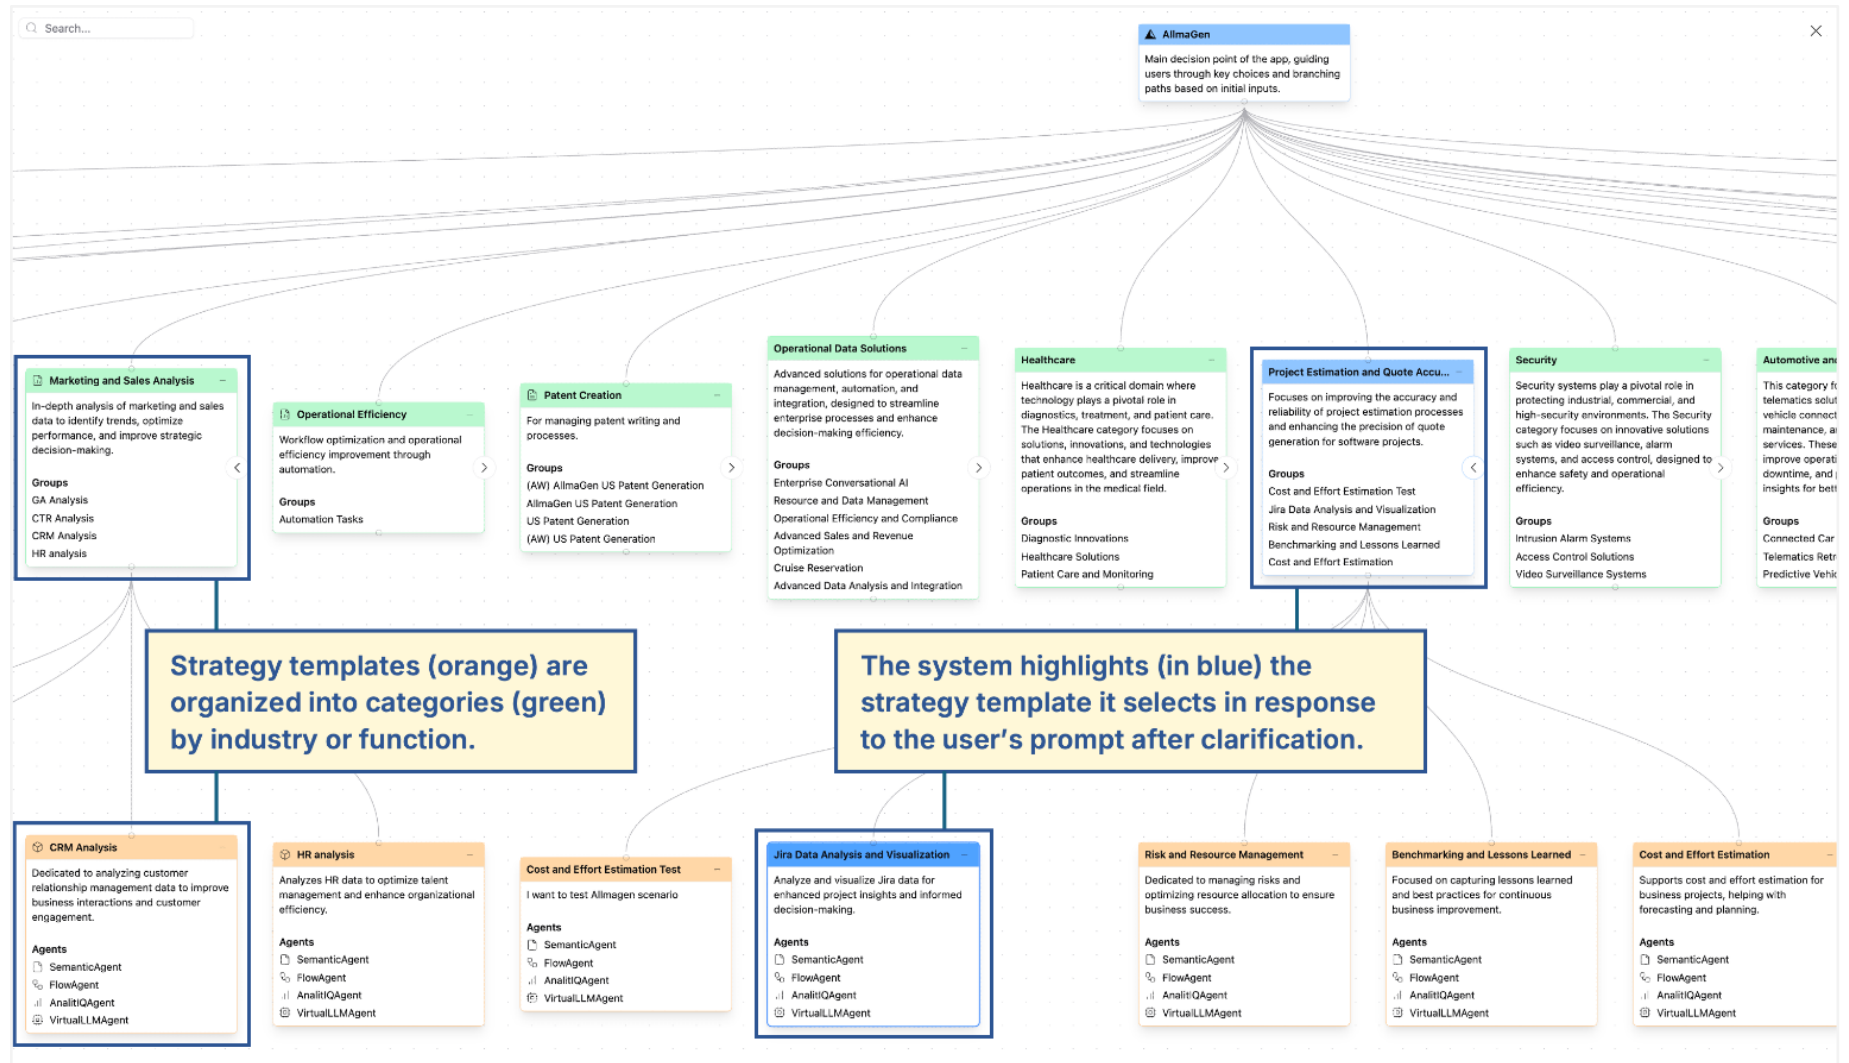 Search...
AllmaGen
Main decision point of the app, guiding
users through key choices and branching
paths based on initial inputs.
Marketing and Sales Analysis
In-depth analysis of marketing and sales
data to identify trends, optimize
performance, and improve strategic
decision-making.
Groups
GA Analysis
CTR Analysis
CRM Analysis
HR analysis
Operational Efficiency
Workflow optimization and operational
efficiency improvement through
automation.
Groups
Automation Tasks
Patent Creation
For managing patent writing and
processes.
Groups
(AW) AllmaGen US Patent Generation
AllmaGen US Patent Generation
US Patent Generation
(AW) US Patent Generation
Operational Data Solutions
Advanced solutions for operational data
management, automation, and
integration, designed to streamline
enterprise processes and enhance
decision-making efficiency.
Groups
Enterprise Conversational AI
Resource and Data Management
Operational Efficiency and Compliance
Advanced Sales and Revenue
Optimization
Cruise Reservation
Advanced Data Analysis and Integration
Healthcare
Healthcare is a critical domain where
technology plays a pivotal role in
diagnostics, treatment, and patient care.
The Healthcare category focuses on
solutions, innovations, and technologies
that enhance healthcare delivery, improve
patient outcomes, and streamline
operations in the medical field.
Groups
Diagnostic Innovations
Healthcare Solutions
Patient Care and Monitoring
Project Estimation and Quote Accu...
Focuses on improving the accuracy and
reliability of project estimation processes
and enhancing the precision of quote
generation for software projects.
Groups
Cost and Effort Estimation Test
Jira Data Analysis and Visualization
Risk and Resource Management
Benchmarking and Lessons Learned
Cost and Effort Estimation
Security
Security systems play a pivotal role in
protecting industrial, commercial, and
high-security environments. The Security
category focuses on innovative solutions
such as video surveillance, alarm
systems, and access control, designed to
enhance safety and operational
efficiency.
Groups
Intrusion Alarm Systems
Access Control Solutions
Video Surveillance Systems
Automotive and
This category
telematics
vehicle
maintenance,
services. These
improve
downtime,
insights for
Groups
Connected Car
Telematics
Predictive
Strategy templates (orange) are
organized into categories (green)
by industry or function.
The system highlights (in blue) the
strategy template it selects in response
to the user's prompt after clarification.
CRM Analysis
Dedicated to analyzing customer
relationship management data to improve
business interactions and customer
engagement.
Agents
SemanticAgent
FlowAgent
AnalitIQAgent
VirtualLLMAgent
HR analysis
Analyzes HR data to optimize talent
management and enhance organizational
efficiency.
Agents
SemanticAgent
FlowAgent
AnalitIQAgent
VirtualLLMAgent
Cost and Effort Estimation Test
I want to test Allmagen scenario
Agents
SemanticAgent
FlowAgent
AnalitIQAgent
VirtualLLMAgent
Jira Data Analysis and Visualization
Analyze and visualize Jira data for
enhanced project insights and informed
decision-making.
Agents
SemanticAgent
FlowAgent
AnalitIQAgent
VirtualLLMAgent
Risk and Resource Management
Dedicated to managing risks and
optimizing resource allocation to ensure
business success.
Agents
SemanticAgent
FlowAgent
AnalitIQAgent
VirtualLLMAgent
Benchmarking and Lessons Learned
Focused on capturing lessons learned
and best practices for continuous
business improvement.
Agents
SemanticAgent
FlowAgent
AnalitIQAgent
VirtualLLMAgent
Cost and Effort Estimation
Supports cost and effort estimation for
business projects, helping with
forecasting and planning.
Agents
SemanticAgent
FlowAgent
AnalitIQAgent
VirtualLLMAgent